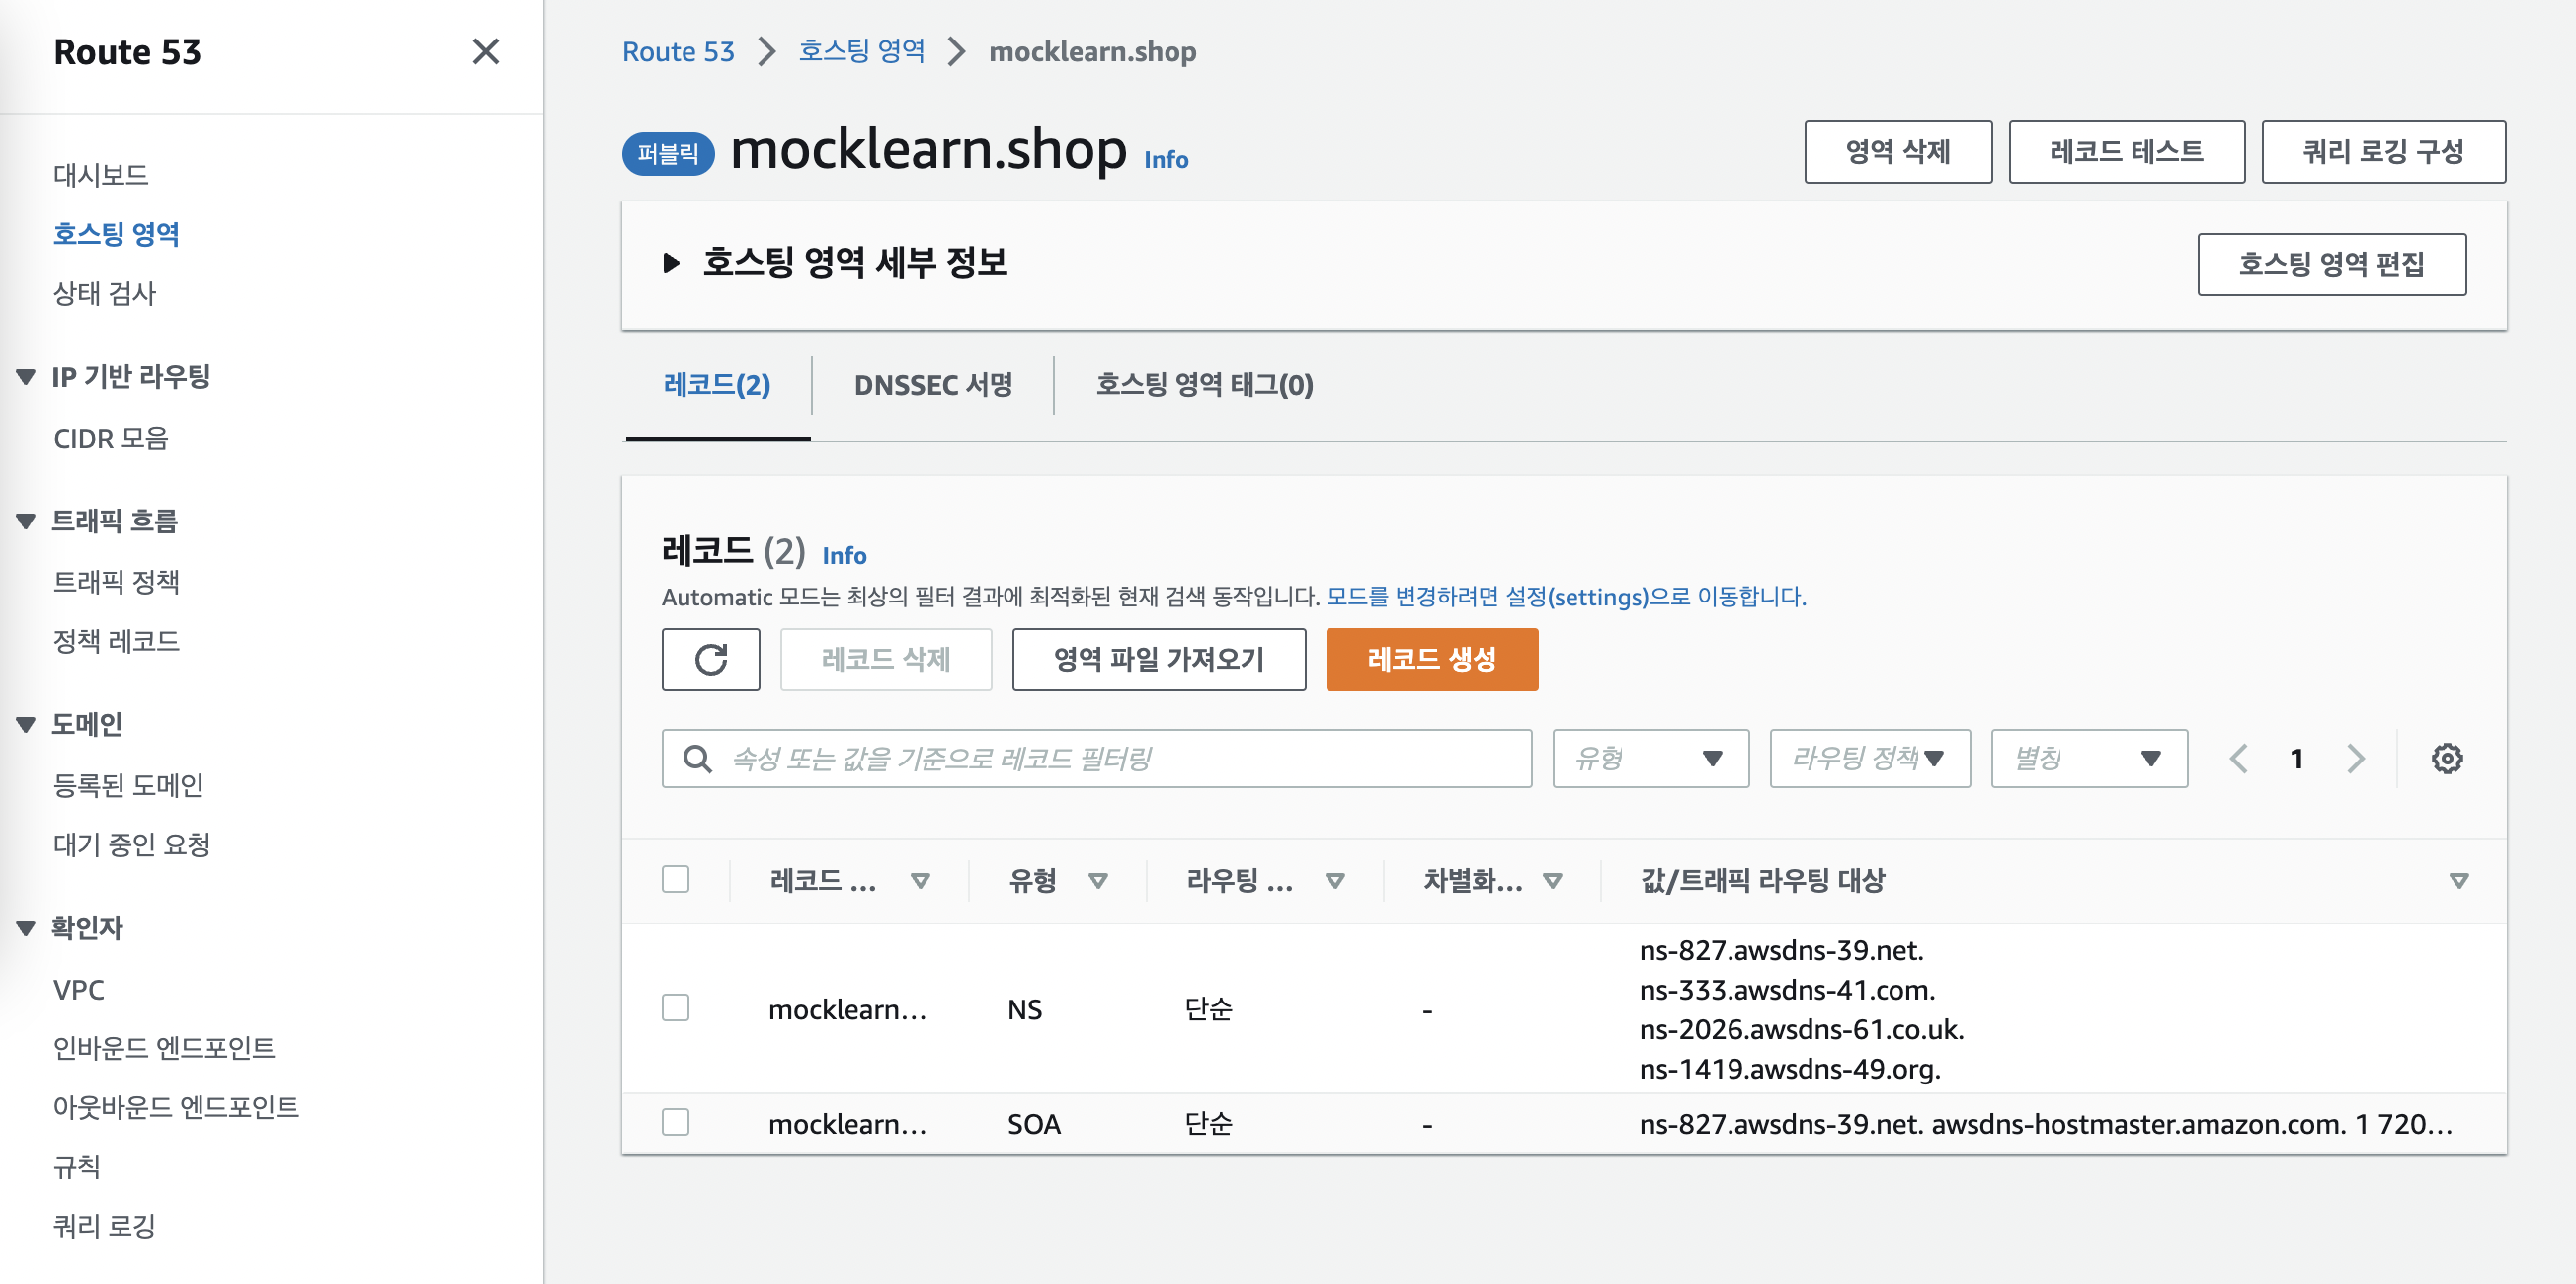 Route 53
대시보드
호스팅 영역
상태 검사
IP 기반 라우팅
CIDR 모음
트래픽 흐름
트래픽 정책
정책 레코드
도메인
등록된 도메인
대기 중인 요청
확인자
VPC
인바운드 엔드포인트
아웃바운드 엔드포인트
규칙
쿼리 로깅
Route 53 호스팅 영역 mocklearn.shop
퍼블릭 mocklearn.shop Info
영역 삭제 레코드 테스트 쿼리 로깅 구성
호스팅 영역 세부 정보 호스팅 영역 편집
레코드(2) DNSSEC 서명 호스팅 영역 태그(0)
레코드 (2) Info
Automatic 모드는 최상의 필터 결과에 최적화된 현재 검색 동작입니다. 모드를 변경하려면 설정(settings)으로 이동합니다.
레코드 삭제 영역 파일 가져오기 레코드 생성
속성 또는 값을 기준으로 레코드 필터링 유형 라우팅 정책 별칭 1
레코드 ... 유형 라우팅 ... 차별화... 값/트래픽 라우팅 대상
mocklearn... NS 단순 - ns-827.awsdns-39.net.
ns-333.awsdns-41.com.
ns-2026.awsdns-61.co.uk.
ns-1419.awsdns-49.org.
mocklearn... SOA 단순 - ns-827.awsdns-39.net. awsdns-hostmaster.amazon.com. 1 720...